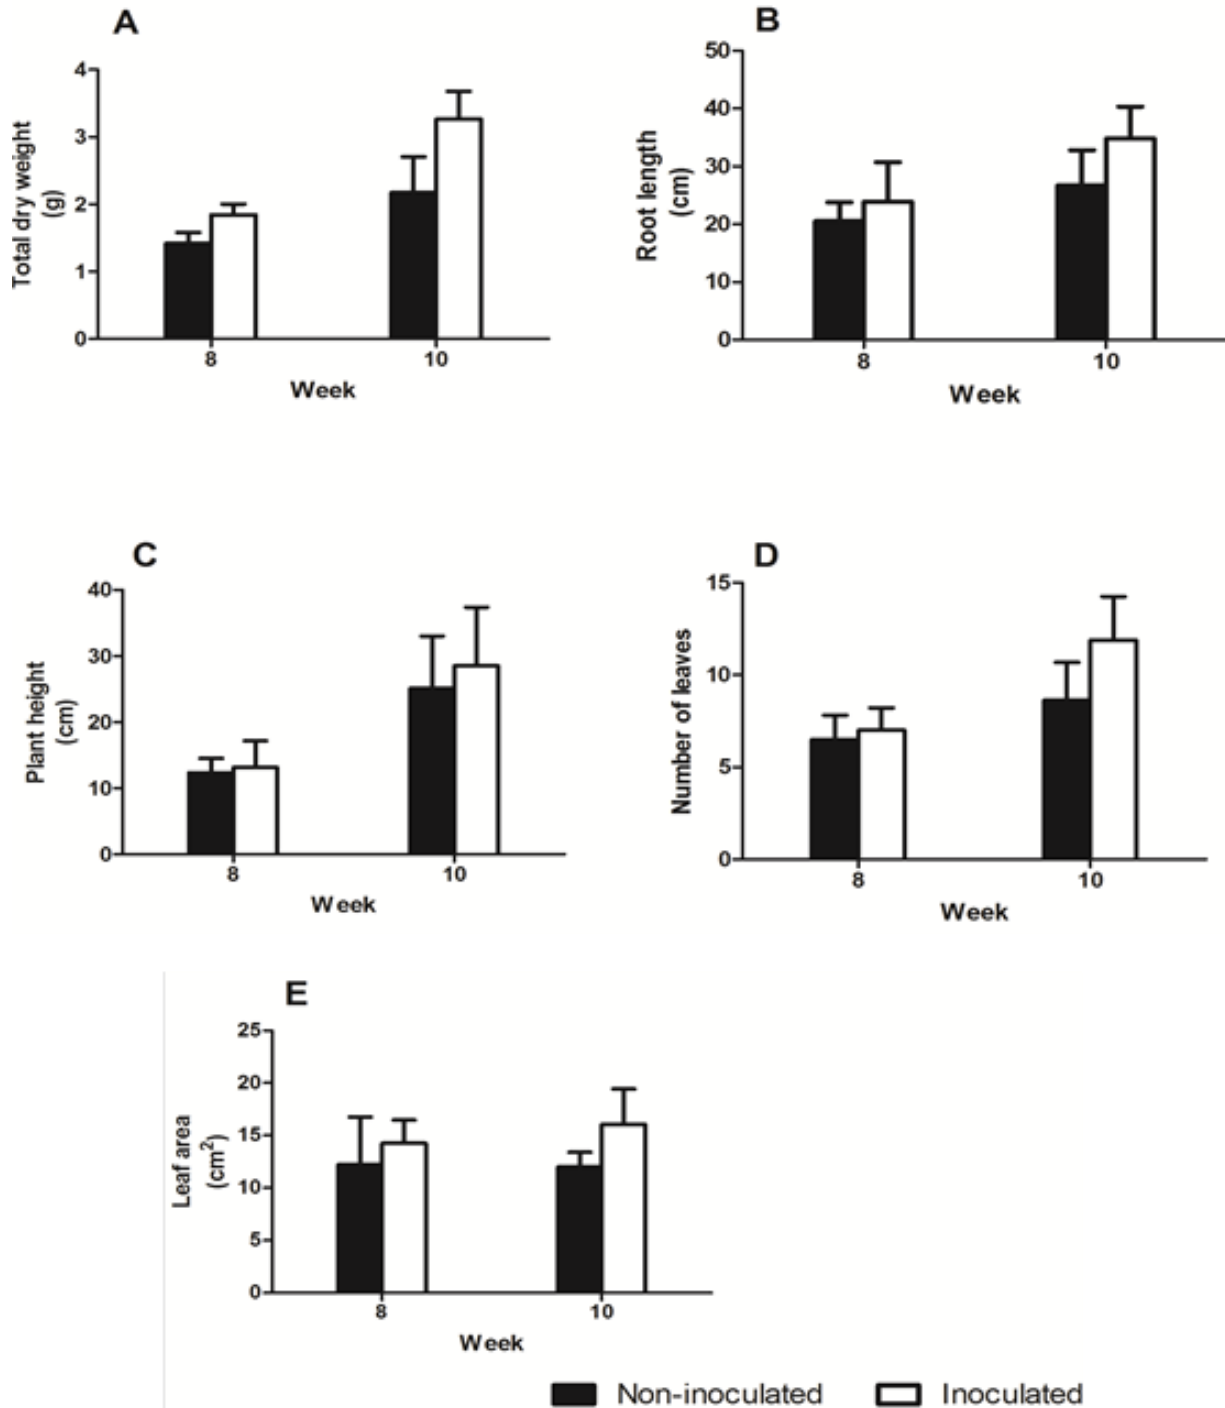 A
Total dry weight
(g)
4
3
2
1
0
8 10
Week
B
Root length
(cm)
50
40
30
20
10
0
8 10
Week
C
Plant height
(cm)
40
30
20
10
0
8 10
Week
D
Number of leaves
15
10
5
0
8 10
Week
E
Leaf area
(cm²)
25
20
15
10
5
0
8 10
Week
Non-inoculated Inoculated